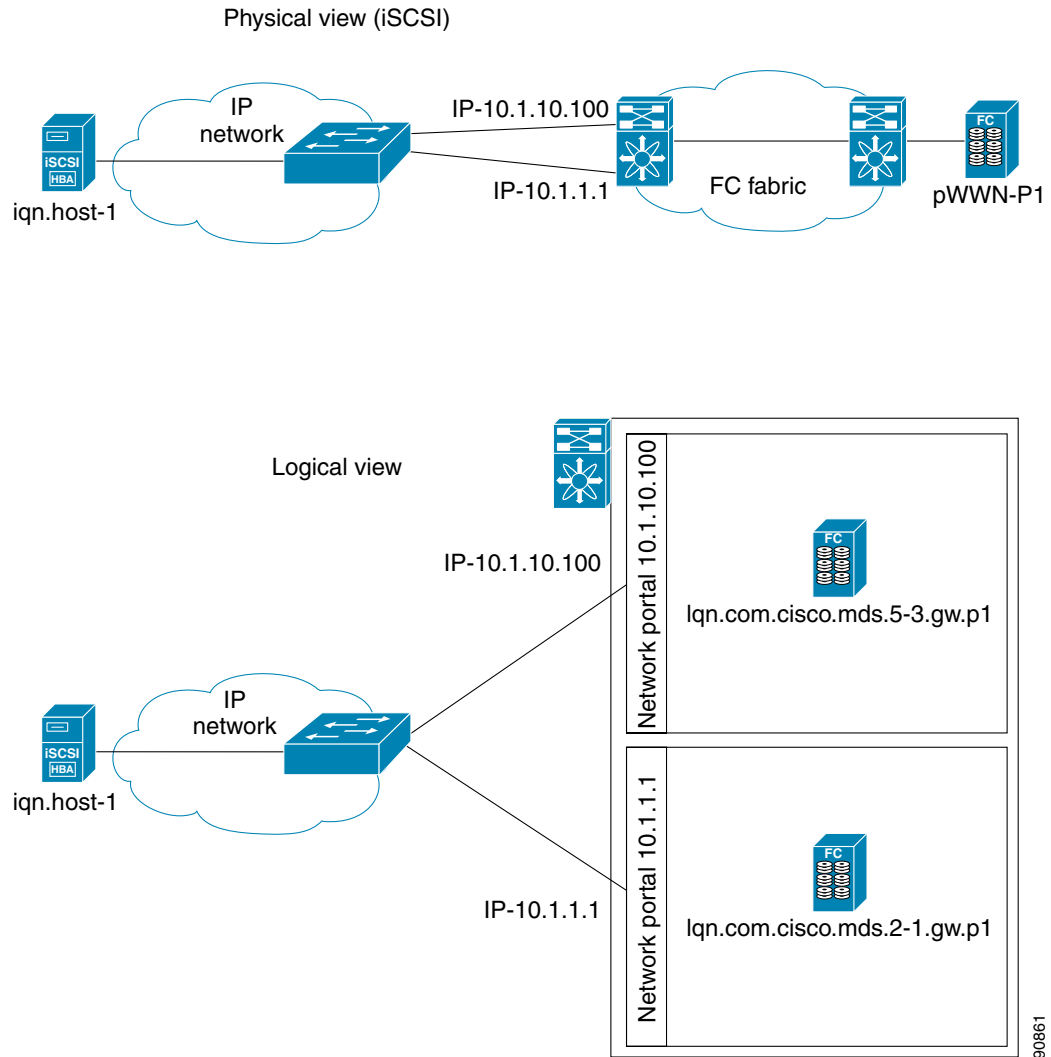 Physical view (iSCSI)
IP
network
IP-10.1.10.100
IP-10.1.1.1
iSCSI
HBA
iqn.host-1
FC fabric
FC
pWWN-P1
Logical view
IP-10.1.10.100
Network portal 10.1.10.100
FC
Iqn.com.cisco.mds.5-3.gw.p1
IP
network
iSCSI
HBA
iqn.host-1
IP-10.1.1.1
Network portal 10.1.1.1
FC
Iqn.com.cisco.mds.2-1.gw.p1
90861